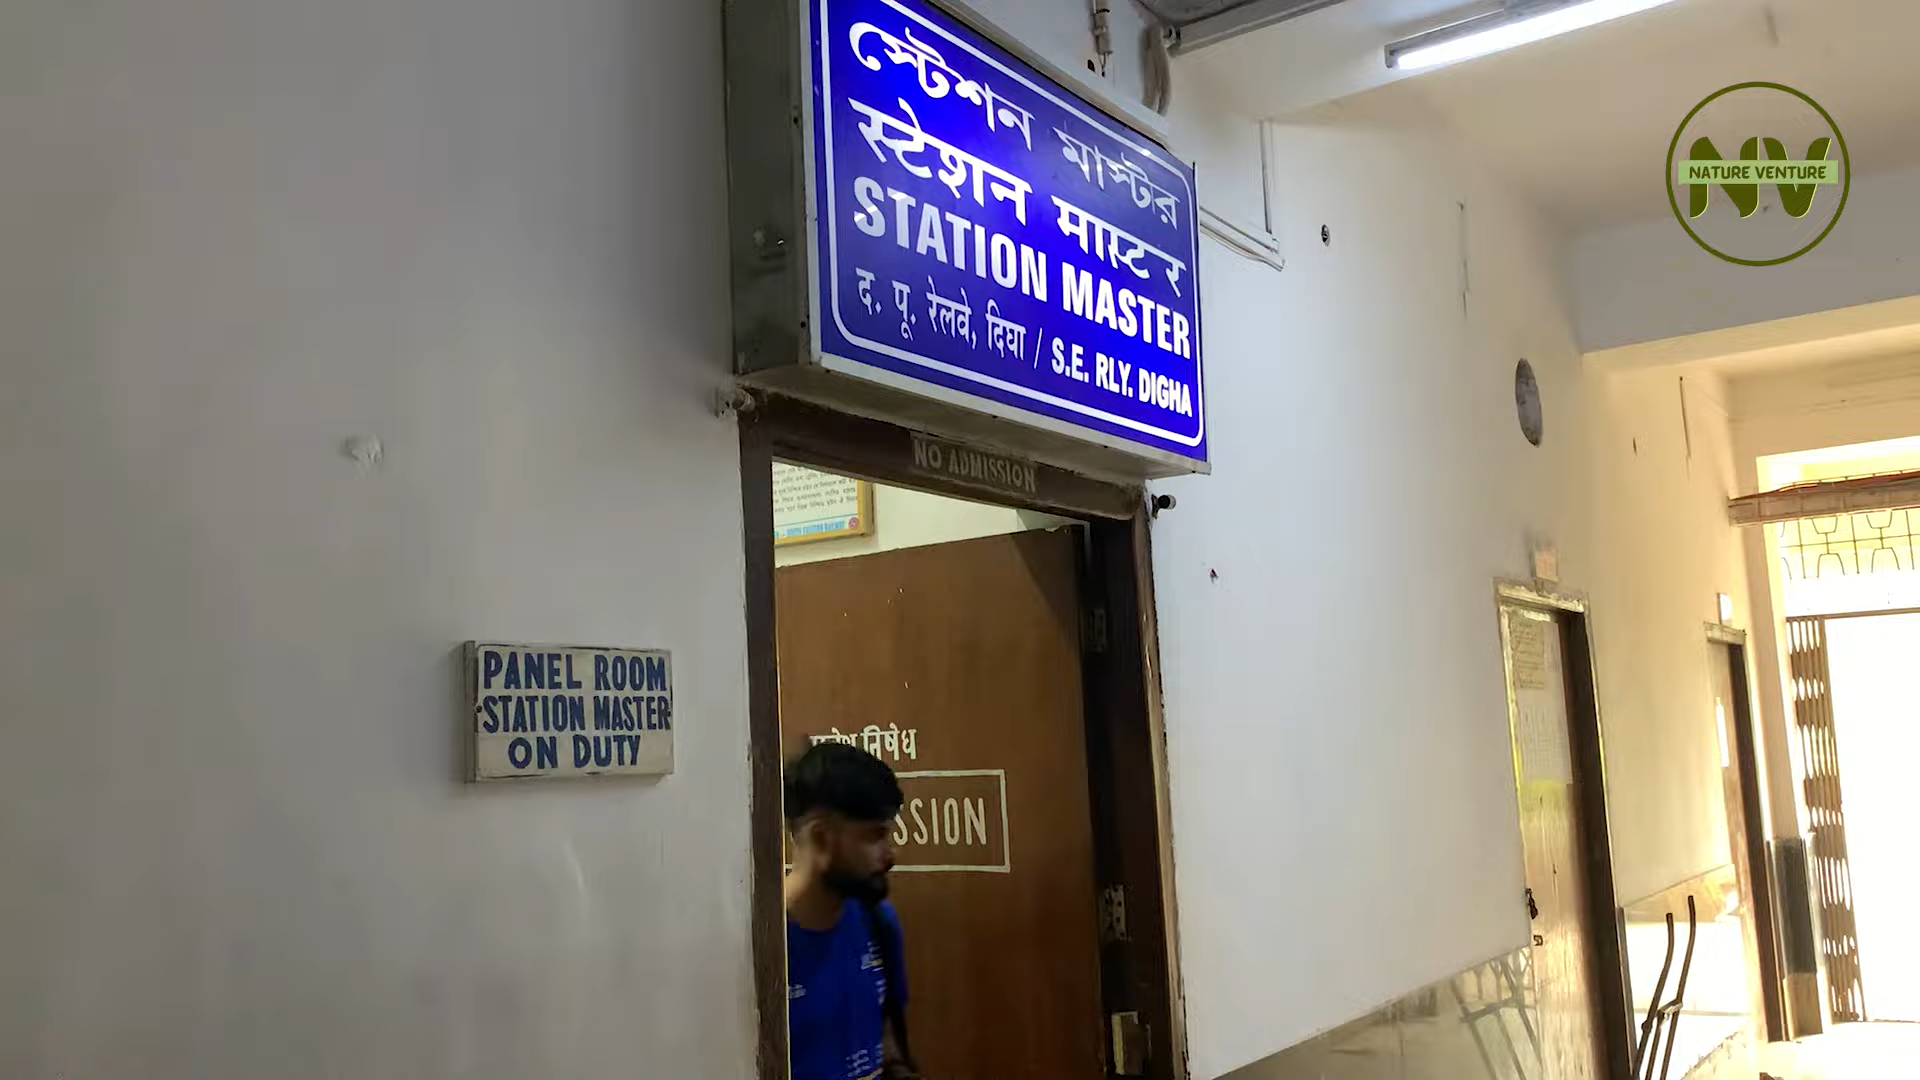 স্টেশন মাস্টার
स्टेशन मास्टर
STATION MASTER
द. पू. रेलवे, दिघा / S.E. RLY. DIGHA
NO ADMISSION
PANEL ROOM
STATION MASTER
ON DUTY
निषेध
SSION
NV
NATURE VENTURE